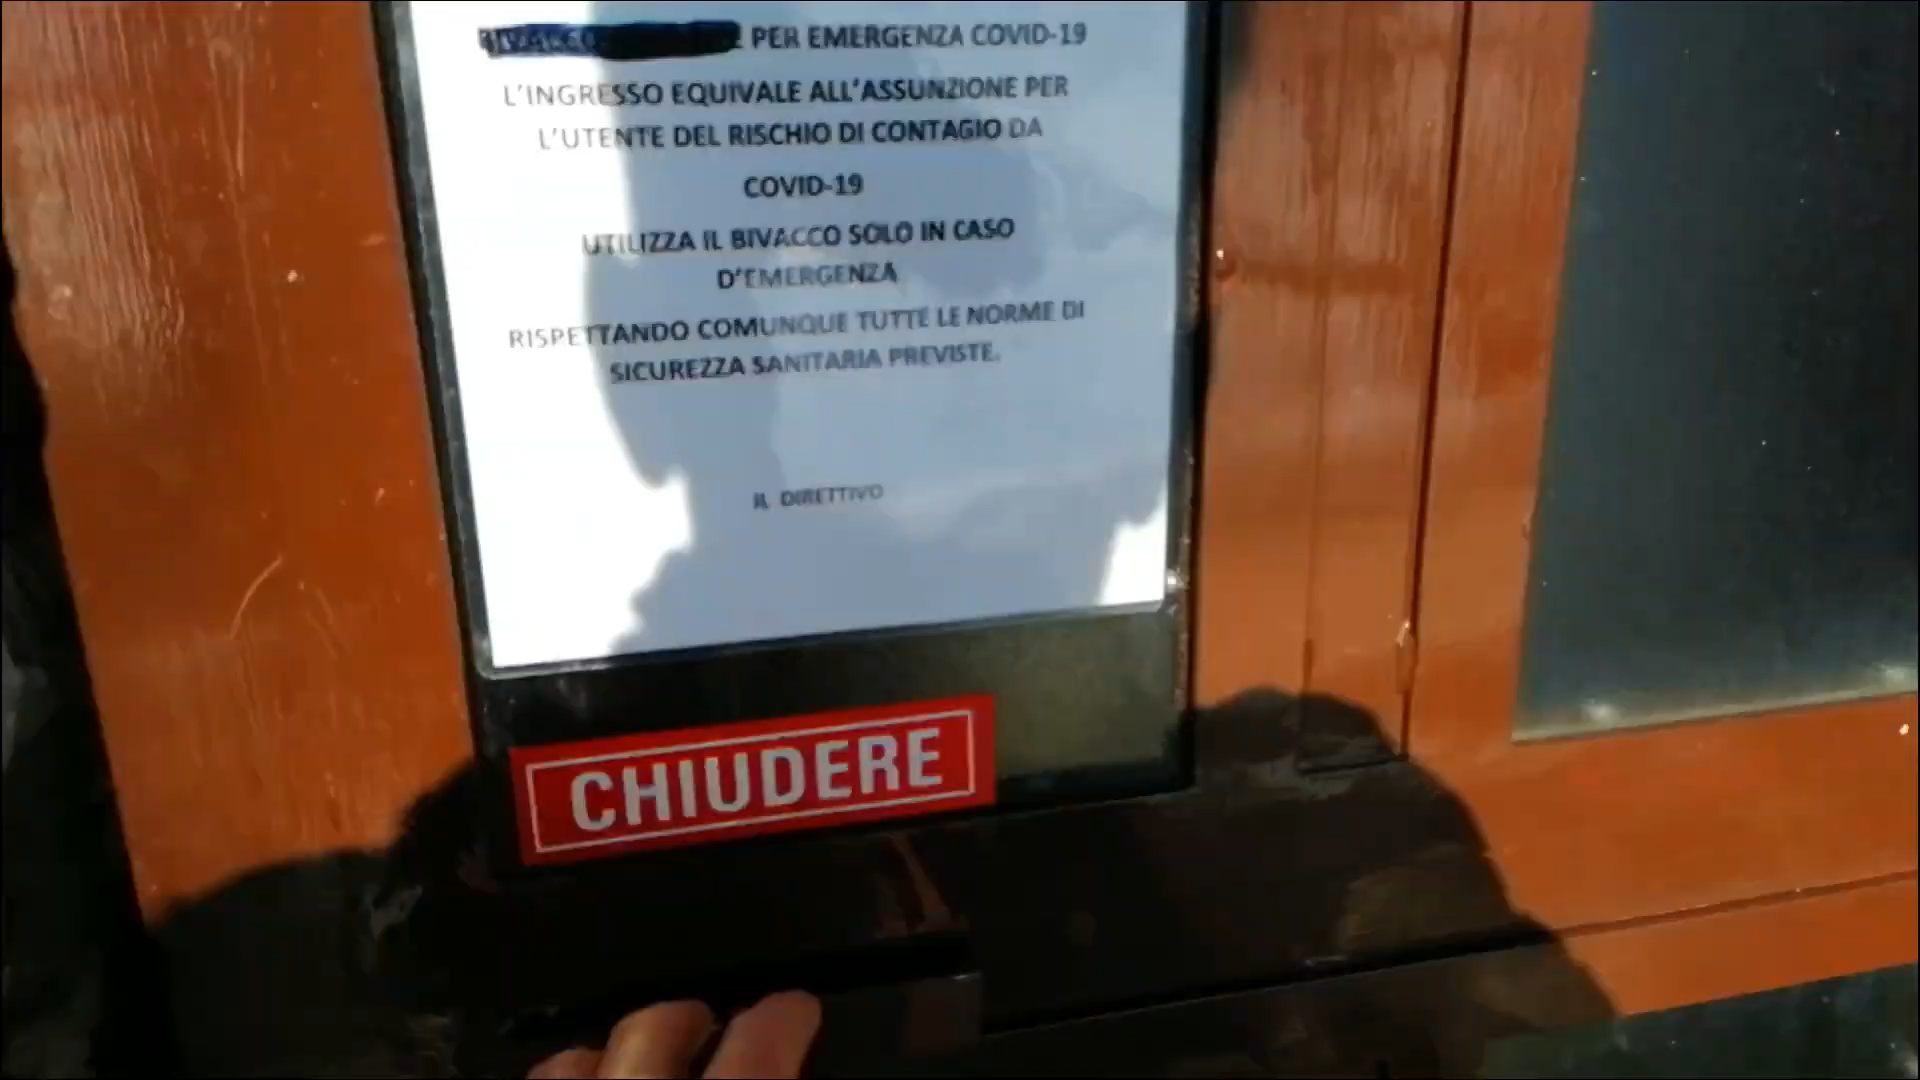 BIVACCO PER EMERGENZA COVID-19
L'INGRESSO EQUIVALE ALL'ASSUNZIONE PER
L'UTENTE DEL RISCHIO DI CONTAGIO DA
COVID-19
UTILIZZA IL BIVACCO SOLO IN CASO
D'EMERGENZA
RISPETTANDO COMUNQUE TUTTE LE NORME DI
SICUREZZA SANITARIA PREVISTE.
IL DIRETTIVO
CHIUDERE